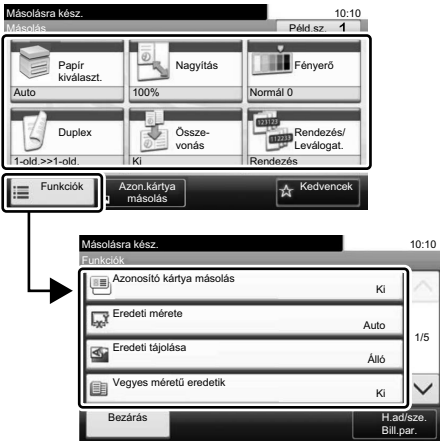 Másolásra kész. 10:10
Másolás Péld.sz. 1
Papír
kiválaszt.
Auto
Nagyítás
100%
Fényerő
Normál 0
Duplex
1-old.>>1-old.
Össze-
vonás
Ki
123123
112233
Rendezés/
Leválogat.
Rendezés
Funkciók
Azon.kártya
másolás
Kedvencek
Másolásra kész. 10:10
Funkciók
Azonosító kártya másolás
Ki
Eredeti mérete
Auto
1/5
Eredeti tájolása
Álló
Vegyes méretű eredetik
Ki
Bezárás
H.ad/sze.
Bill.par.